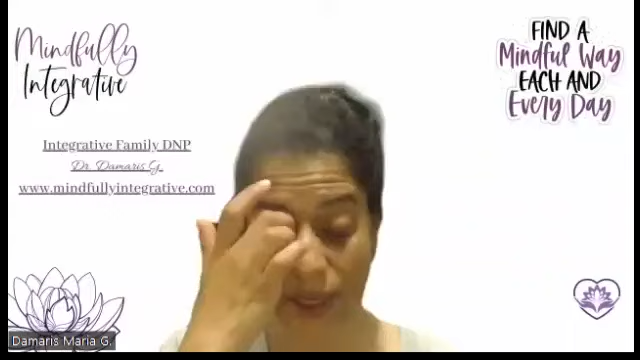 Mindfully
Integrative
Integrative Family DNP
Dr. Damaris G.
www.mindfullyintegrative.com
FIND A
Mindful Way
EACH AND
Every Day
Damaris Maria G.